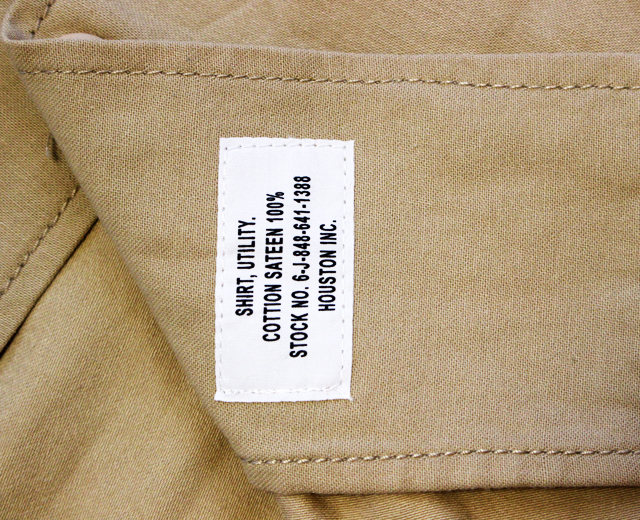 SHIRT, UTILITY.
COTTION SATEEN 100%
STOCK NO. 6-J-848-641-1388
HOUSTON INC.